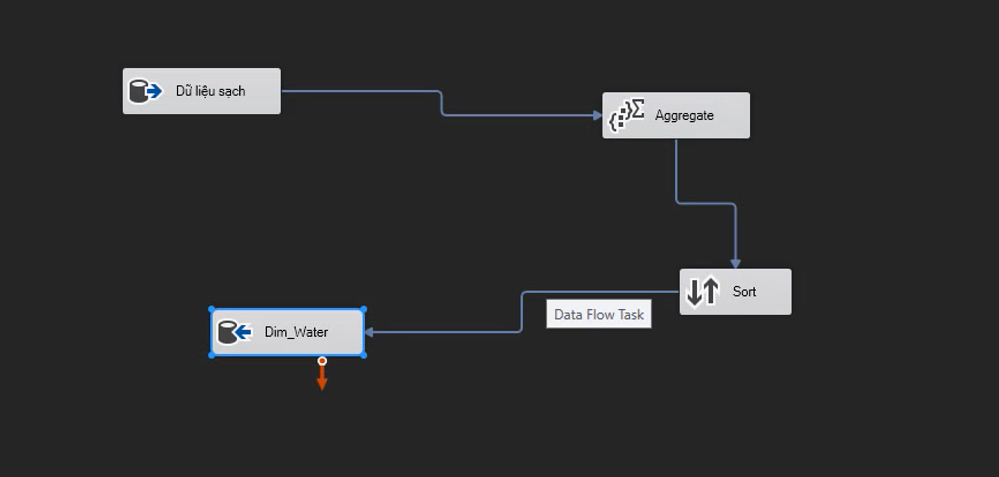 Dữ liệu sạch
Aggregate
Sort
Data Flow Task
Dim_Water